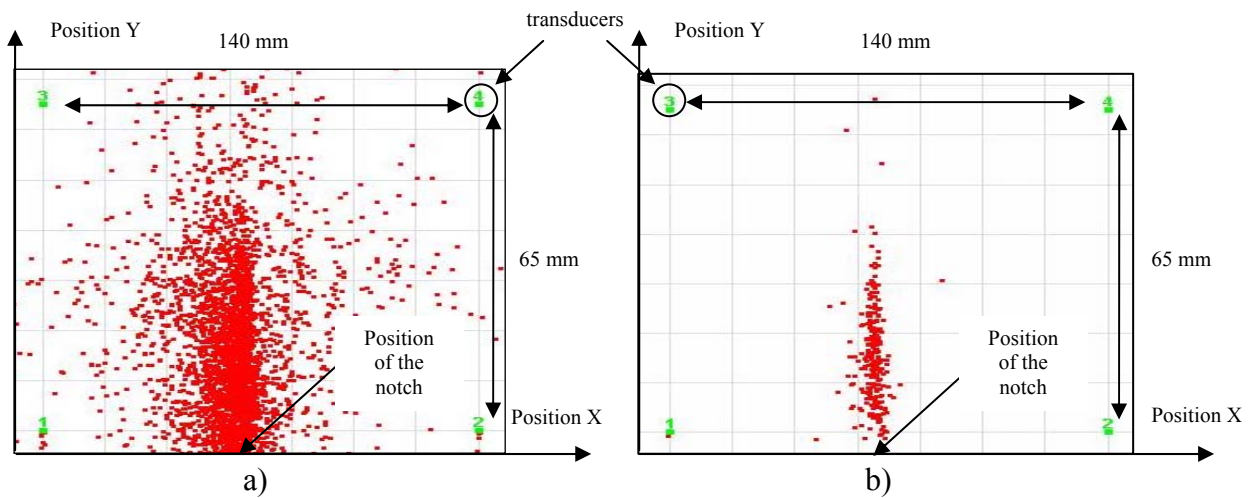 transducers
Position Y
140 mm
3
4
65 mm
Position
of the
notch
1
2
Position X
a)
Position Y
140 mm
3
4
65 mm
Position
of the
notch
1
2
Position X
b)